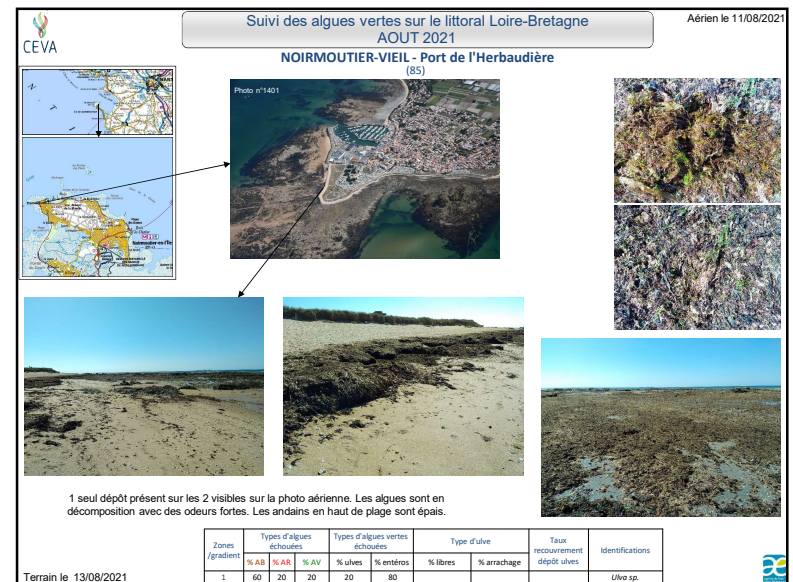 CEVA
Suivi des algues vertes sur le littoral Loire-Bretagne
AOUT 2021
Aérien le 11/08/2021
NOIRMOUTIER-VIEIL - Port de l'Herbaudière
(85)
Photo n°1401
Noirmoutier-en-l'Île
1 seul dépôt présent sur les 2 visibles sur la photo aérienne. Les algues sont en
décomposition avec des odeurs fortes. Les andains en haut de plage sont épais.
Zones /gradient Types d'algues échouées Types d'algues vertes échouées Type d'ulve Taux recouvrement dépôt ulves Identifications
% AB % AR % AV % ulves % entéros % libres % arrachage
1 60 20 20 20 80 Ulva sp.
Terrain le 13/08/2021